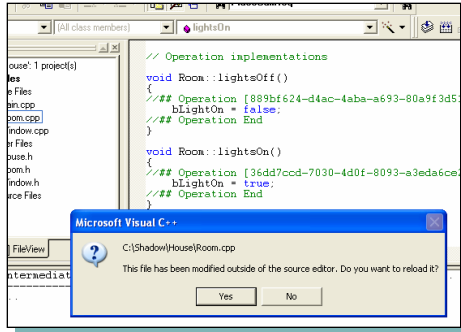 [All class members]
lightsOn
// Operation implementations
ouse': 1 project(s)
les
e Files
ain.cpp
oom.cpp
indow.cpp
er Files
ouse.h
oom.h
indow.h
urce Files
FileView
void Room::lightsOff()
{
//## Operation [889bf624-d4ac-4aba-a693-80a9f3d5
bLightOn = false;
//## Operation End
}
void Room::lightsOn()
{
//## Operation [36dd7ccd-7030-4d0f-8093-a3eda6ce2
bLightOn = true;
//## Operation End
}
Microsoft Visual C++
C:\Shadow\House\Room.cpp
This file has been modified outside of the source editor. Do you want to reload it?
Yes No
ntermediat